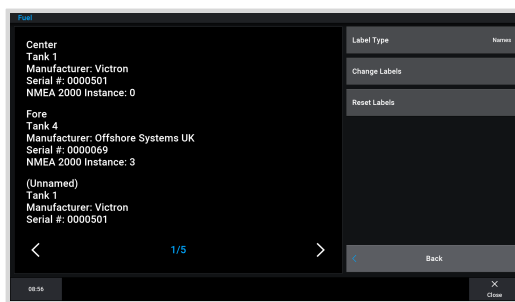 Fuel
Center
Tank 1
Manufacturer: Victron
Serial #: 0000501
NMEA 2000 Instance: 0
Fore
Tank 4
Manufacturer: Offshore Systems UK
Serial #: 0000069
NMEA 2000 Instance: 3
(Unnamed)
Tank 1
Manufacturer: Victron
Serial #: 0000501
1/5
Label Type Names
Change Labels
Reset Labels
Back
08:56
Close